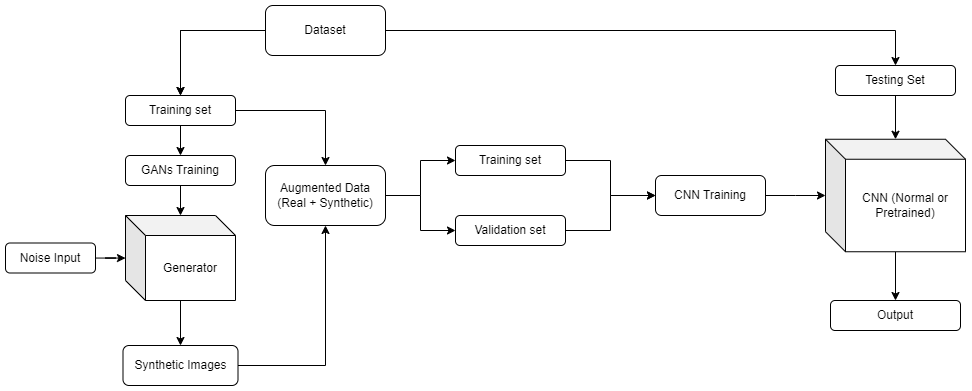 Dataset
Testing Set
Training set
GANs Training
Augmented Data
(Real + Synthetic)
Training set
Validation set
CNN Training
CNN (Normal or
Pretrained)
Noise Input
Generator
Output
Synthetic Images